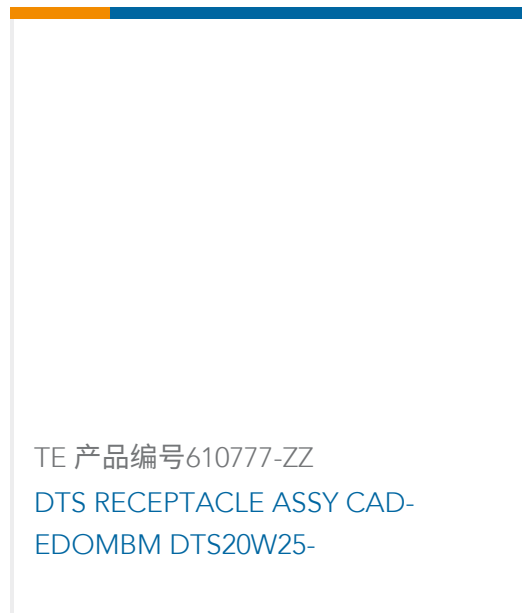 TE 产品编号610777-ZZ
DTS RECEPTACLE ASSY CAD-
EDOMBM DTS20W25-